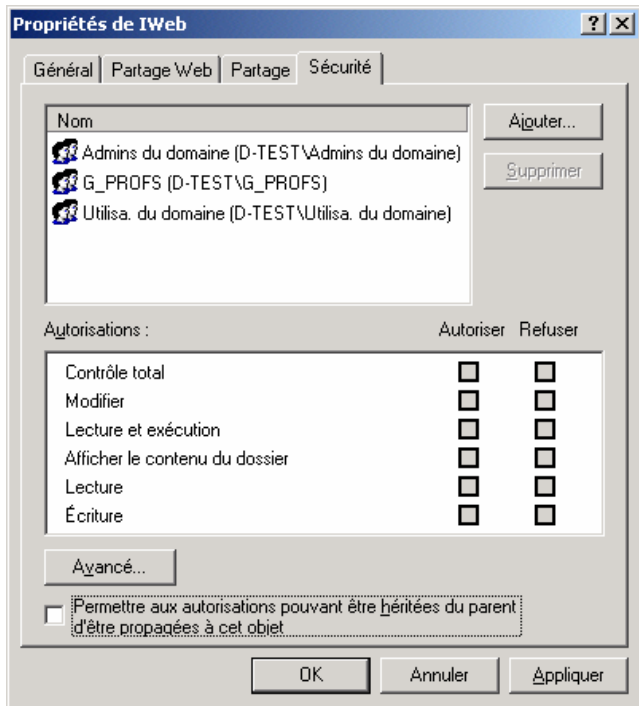 Propriétés de IWeb
Général Partage Web Partage Sécurité
Nom
Ajouter...
Admins du domaine (D-TEST\Admins du domaine)
Supprimer
G_PROFS (D-TEST\G_PROFS)
Utilisa. du domaine (D-TEST\Utilisa. du domaine)
Autorisations : Autoriser Refuser
Contrôle total
Modifier
Lecture et exécution
Afficher le contenu du dossier
Lecture
Écriture
Avancé...
Permettre aux autorisations pouvant être héritées du parent
d'être propagées à cet objet
OK Annuler Appliquer